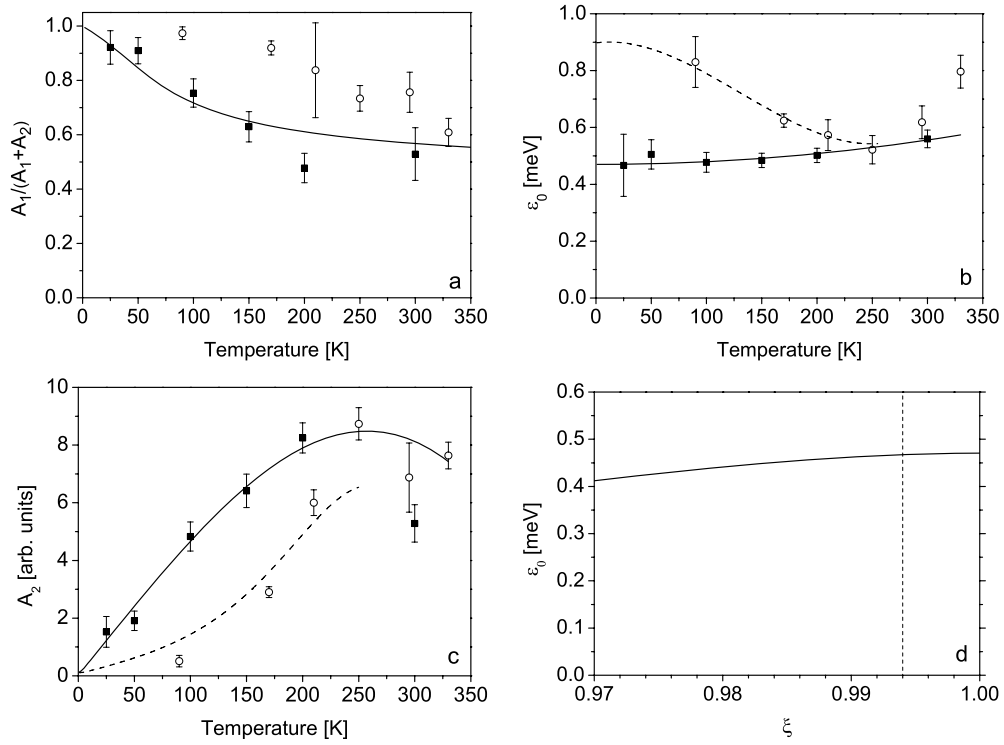 1.0
0.8
0.6
0.4
0.2
0.0
A₁/(A₁+A₂)
a
0 50 100 150 200 250 300 350
Temperature [K]
1.0
0.8
0.6
0.4
0.2
0.0
ε₀ [meV]
b
0 50 100 150 200 250 300 350
Temperature [K]
10
8
6
4
2
0
A₂ [arb. units]
c
0 50 100 150 200 250 300 350
Temperature [K]
0.6
0.5
0.4
0.3
0.2
0.1
0.0
ε₀ [meV]
d
0.97 0.98 0.99 1.00
ξ